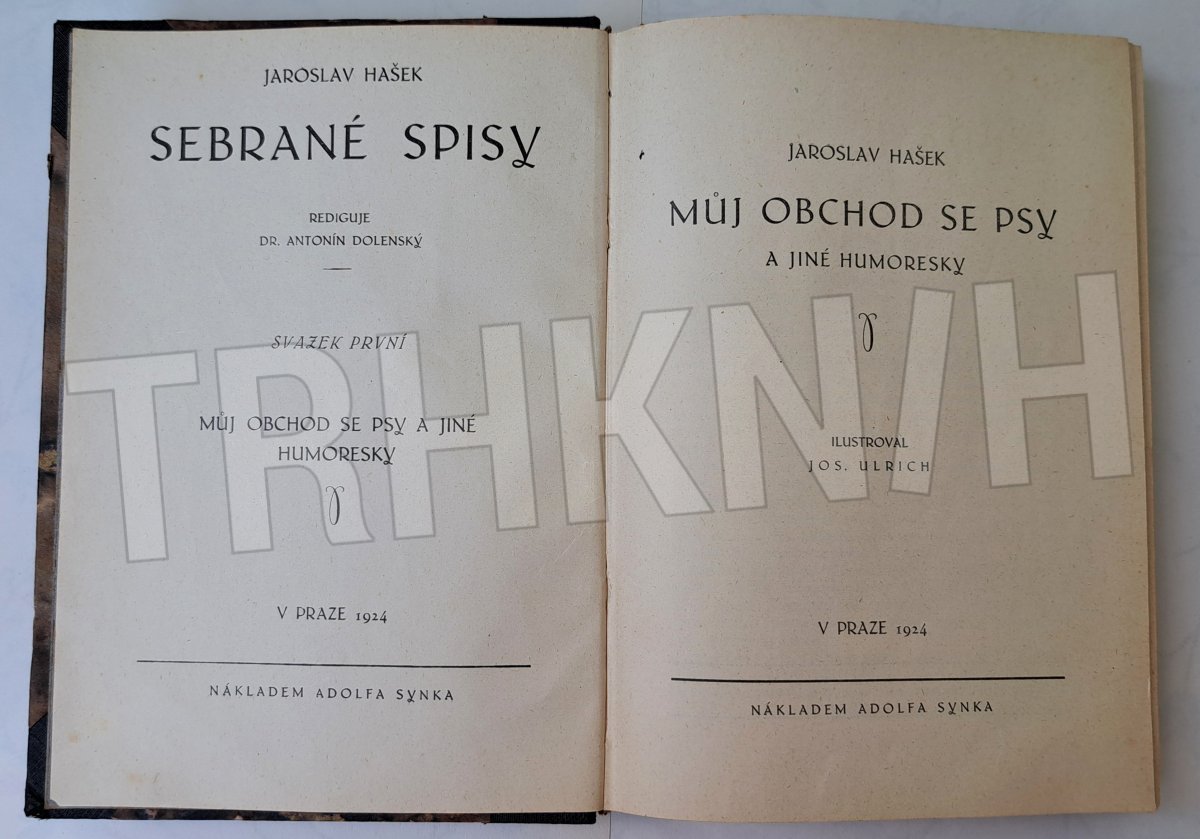 JAROSLAV HAŠEK
SEBRANÉ SPISY
REDIGUJE
DR. ANTONÍN DOLENSKÝ
SVAZEK PRVNÍ
MŮJ OBCHOD SE PSY A JINÉ
HUMORESKY
V PRAZE 1924
NÁKLADEM ADOLFA SYNKA
JAROSLAV HAŠEK
MŮJ OBCHOD SE PSY
A JINÉ HUMORESKY
ILUSTROVAL
JOS. ULRICH
V PRAZE 1924
NÁKLADEM ADOLFA SYNKA
TRHKNIH